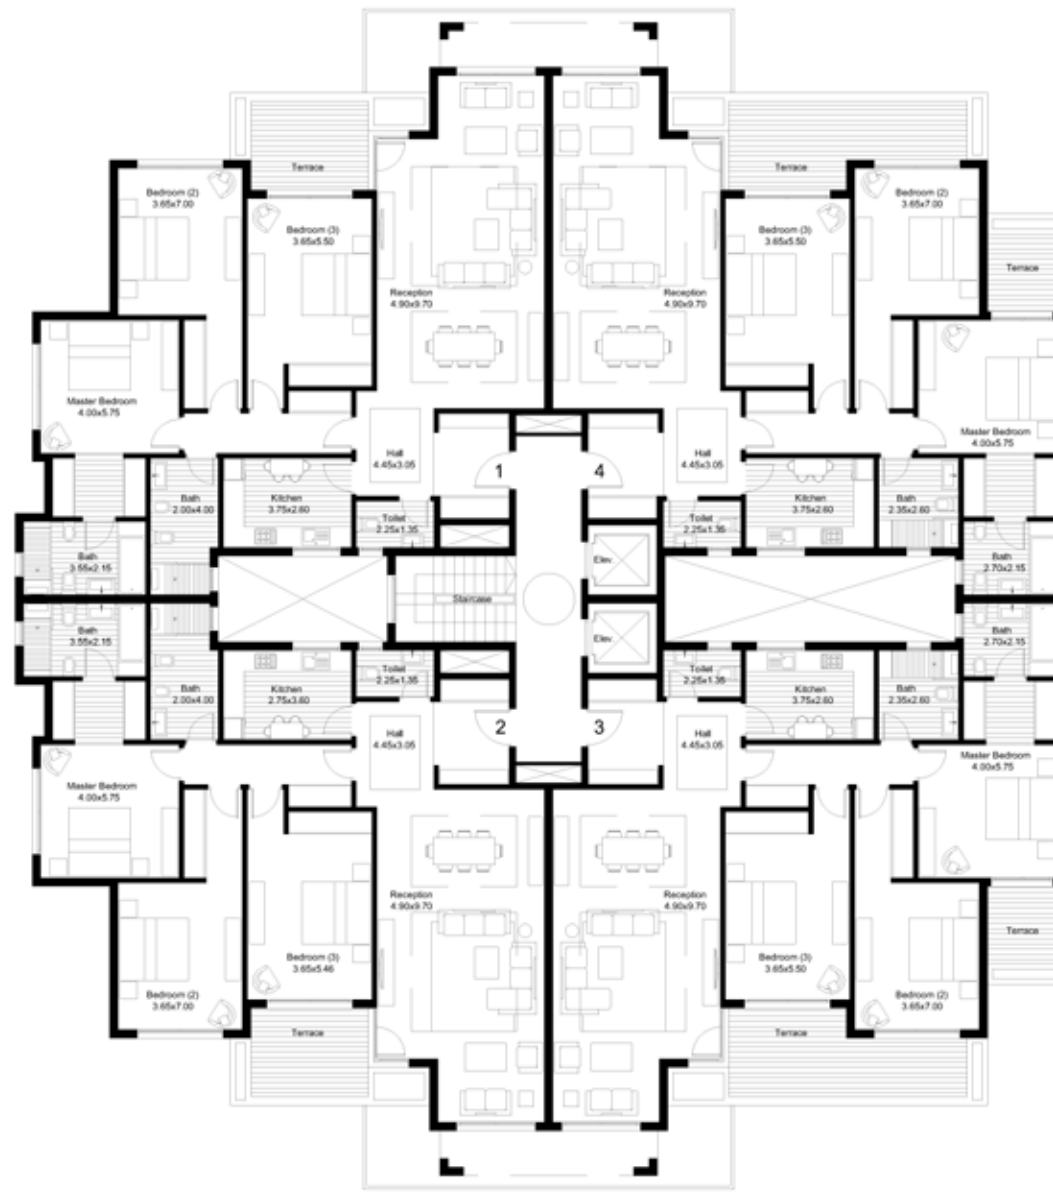 Terrace
Terrace
Bedroom (2)
3.65x7.00
Bedroom (2)
3.65x7.00
Bedroom (3)
3.65x5.50
Bedroom (3)
3.65x5.50
Terrace
Reception
4.90x9.70
Reception
4.90x9.70
Master Bedroom
4.00x5.75
Master Bedroom
4.00x5.75
Hall
4.45x3.05
1
4
Hall
4.45x3.05
Bath
2.00x4.00
Kitchen
3.75x2.60
Kitchen
3.75x2.60
Bath
2.35x2.60
Toilet
2.25x1.35
Toilet
2.25x1.35
Bath
3.55x2.15
Elev.
Bath
2.70x2.15
Staircase
Bath
3.55x2.15
Elev.
Bath
2.70x2.15
Toilet
2.25x1.35
Toilet
2.25x1.35
Bath
2.00x4.00
Kitchen
2.75x3.60
Kitchen
3.75x2.60
Bath
2.35x2.60
Hall
4.45x3.05
2
3
Hall
4.45x3.05
Master Bedroom
4.00x5.75
Master Bedroom
4.00x5.75
Reception
4.90x9.70
Reception
4.90x9.70
Terrace
Bedroom (3)
3.65x5.46
Bedroom (3)
3.65x5.50
Bedroom (2)
3.65x7.00
Bedroom (2)
3.65x7.00
Terrace
Terrace